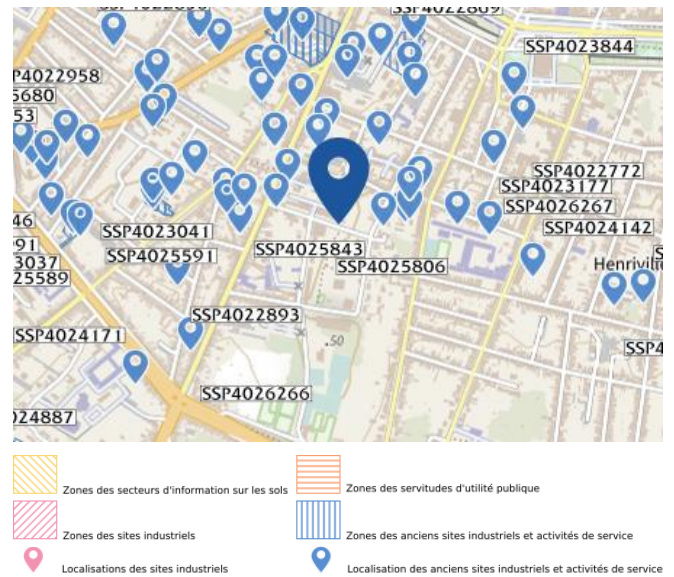 SSP4022869
SSP4023844
P4022958
5680
53
SSP4022772
SSP4023177
SSP4026267
46
SSP4023041
SSP4024142
91
SSP4025843
3037
SSP4025591
Henriville
SSP4025806
25589
SSP4022893
SSP4024171
50
SSP4
SSP4026266
024887
Zones des secteurs d'information sur les sols
Zones des servitudes d'utilité publique
Zones des sites industriels
Zones des anciens sites industriels et activités de service
Localisations des sites industriels
Localisation des anciens sites industriels et activités de service